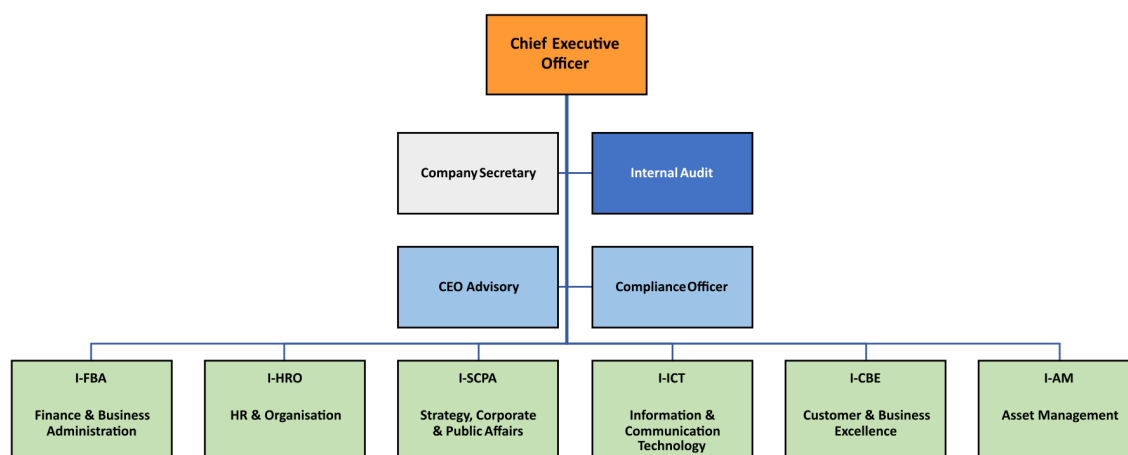 Chief Executive
Officer
Company Secretary
Internal Audit
CEO Advisory
Compliance Officer
I-FBA
Finance & Business
Administration
I-HRO
HR & Organisation
I-SCPA
Strategy, Corporate
& Public Affairs
I-ICT
Information &
Communication
Technology
I-CBE
Customer & Business
Excellence
I-AM
Asset Management